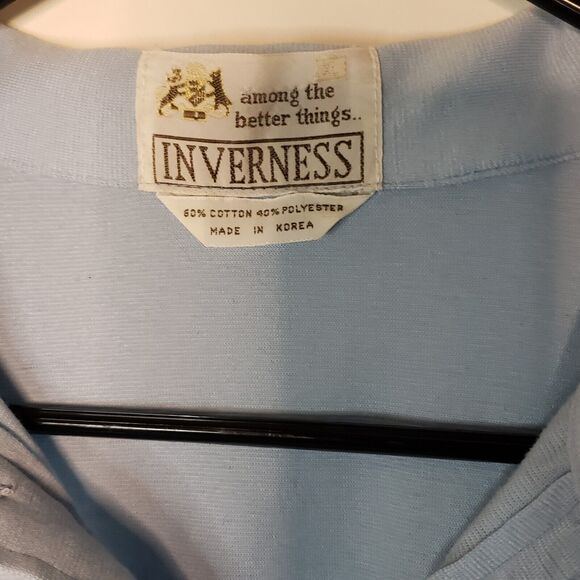 among the
better things..
INVERNESS
60% COTTON 40% POLYESTER
MADE IN KOREA